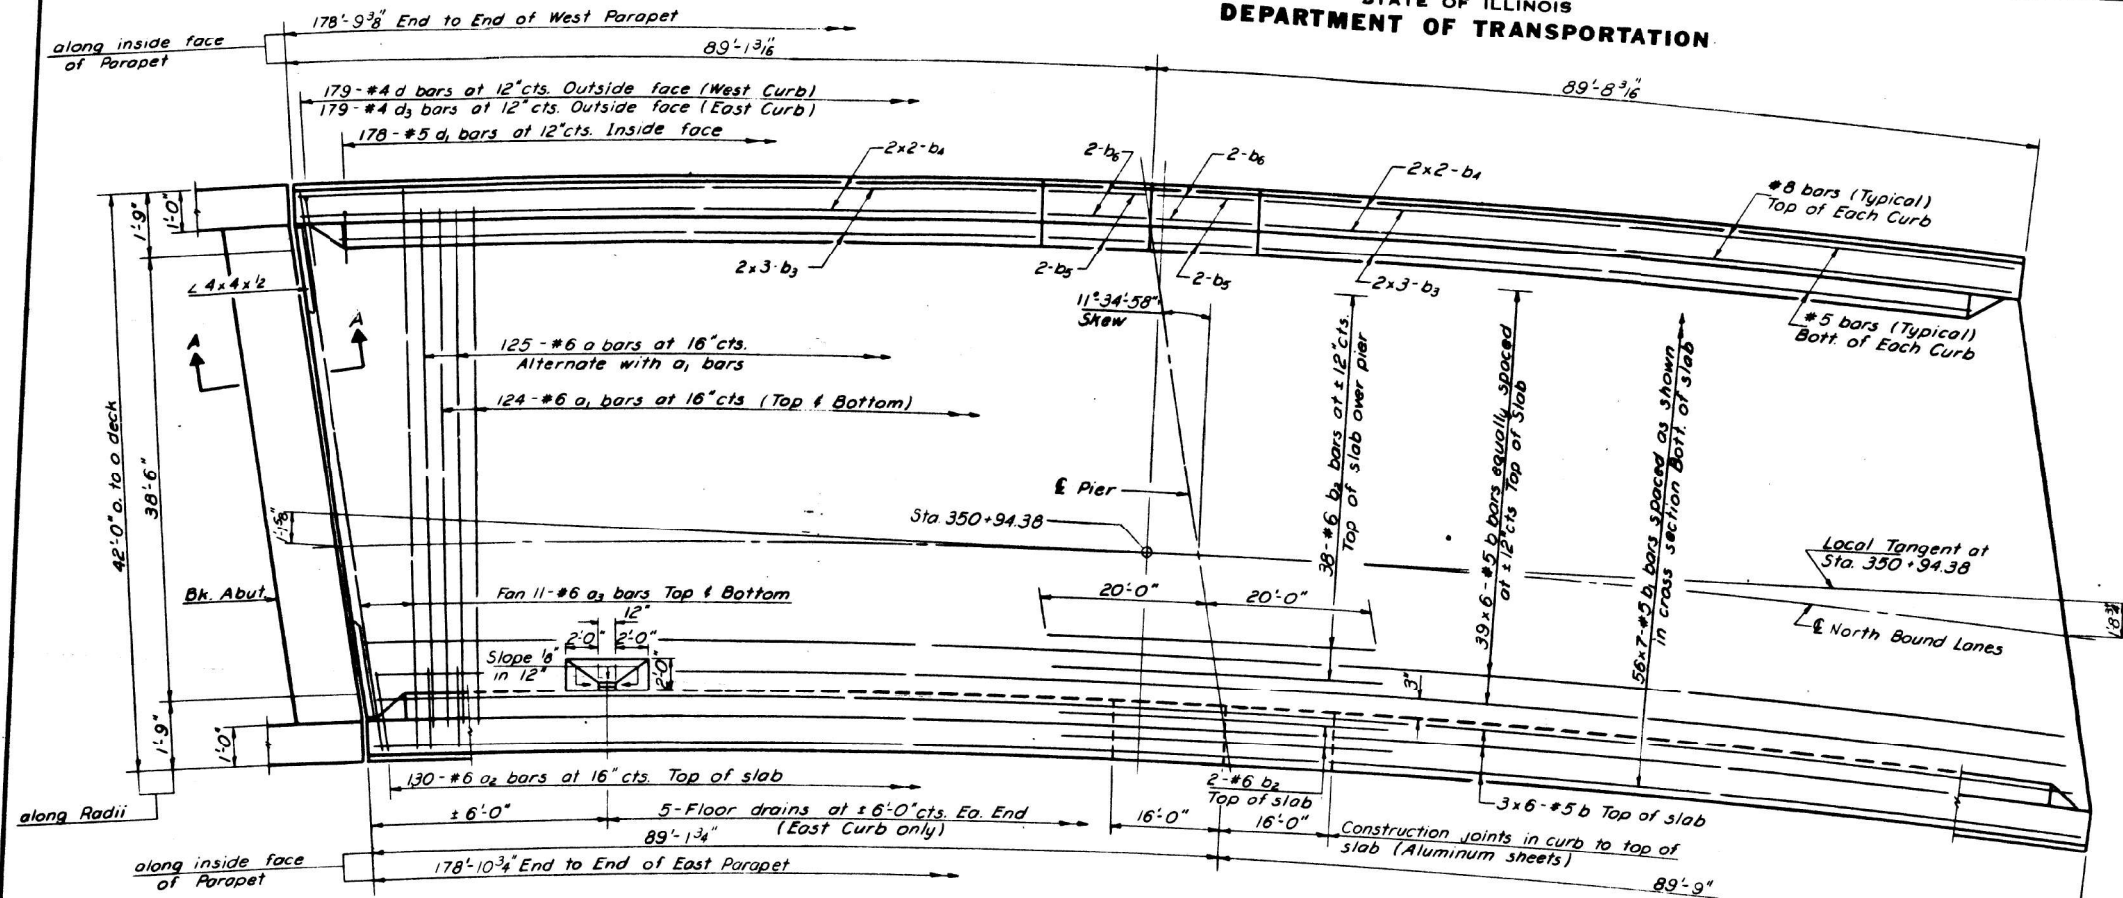 STATE OF ILLINOIS
DEPARTMENT OF TRANSPORTATION
178'-9 3/8" End to End of West Parapet
along inside face
of Parapet
89'-1 3/16"
89'-8 3/16"
179-#4 d bars at 12"cts. Outside face (West Curb)
179-#4 d3 bars at 12"cts. Outside face (East Curb)
178-#5 d1 bars at 12"cts. Inside face
2x2-b4
2-b6
2-b6
2x2-b4
#8 bars (Typical)
Top of Each Curb
1'-9"
1'-0"
2x3-b3
2-b5
2-b5
2x3-b3
∠ 4x4x1/2
11°-34'-58"
Skew
#5 bars (Typical)
Bott. of Each Curb
A
A
125-#6 a bars at 16"cts.
Alternate with a1 bars
124-#6 a1 bars at 16"cts (Top & Bottom)
42'-0" o. to o deck
38'-6"
38-#6 b2 bars at ±12"cts.
Top of slab over pier
39x6-#5 b bars equally spaced
at ±12"cts Top of Slab
56x7-#5 b1 bars spaced as shown
in cross section Bott. of slab
℄ Pier
Sta. 350+94.38
1'-1 5/8"
Local Tangent at
Sta. 350+94.38
Bk. Abut.
Fan 11-#6 a3 bars Top & Bottom
20'-0"
20'-0"
1'-8 3/4"
℄ North Bound Lanes
12"
2'-0"
2'-0"
Slope 1/8"
in 12"
2'-0"
3"
1'-9"
1'-0"
130-#6 a2 bars at 16"cts. Top of slab
2-#6 b2
Top of slab
3x6-#5 b Top of slab
along Radii
± 6'-0"
5-Floor drains at ± 6'-0"cts. Ea. End
(East Curb only)
16'-0"
16'-0"
Construction joints in curb to top of
slab (Aluminum sheets)
89'-1 3/4"
along inside face
of Parapet
178'-10 3/4" End to End of East Parapet
89'-9"